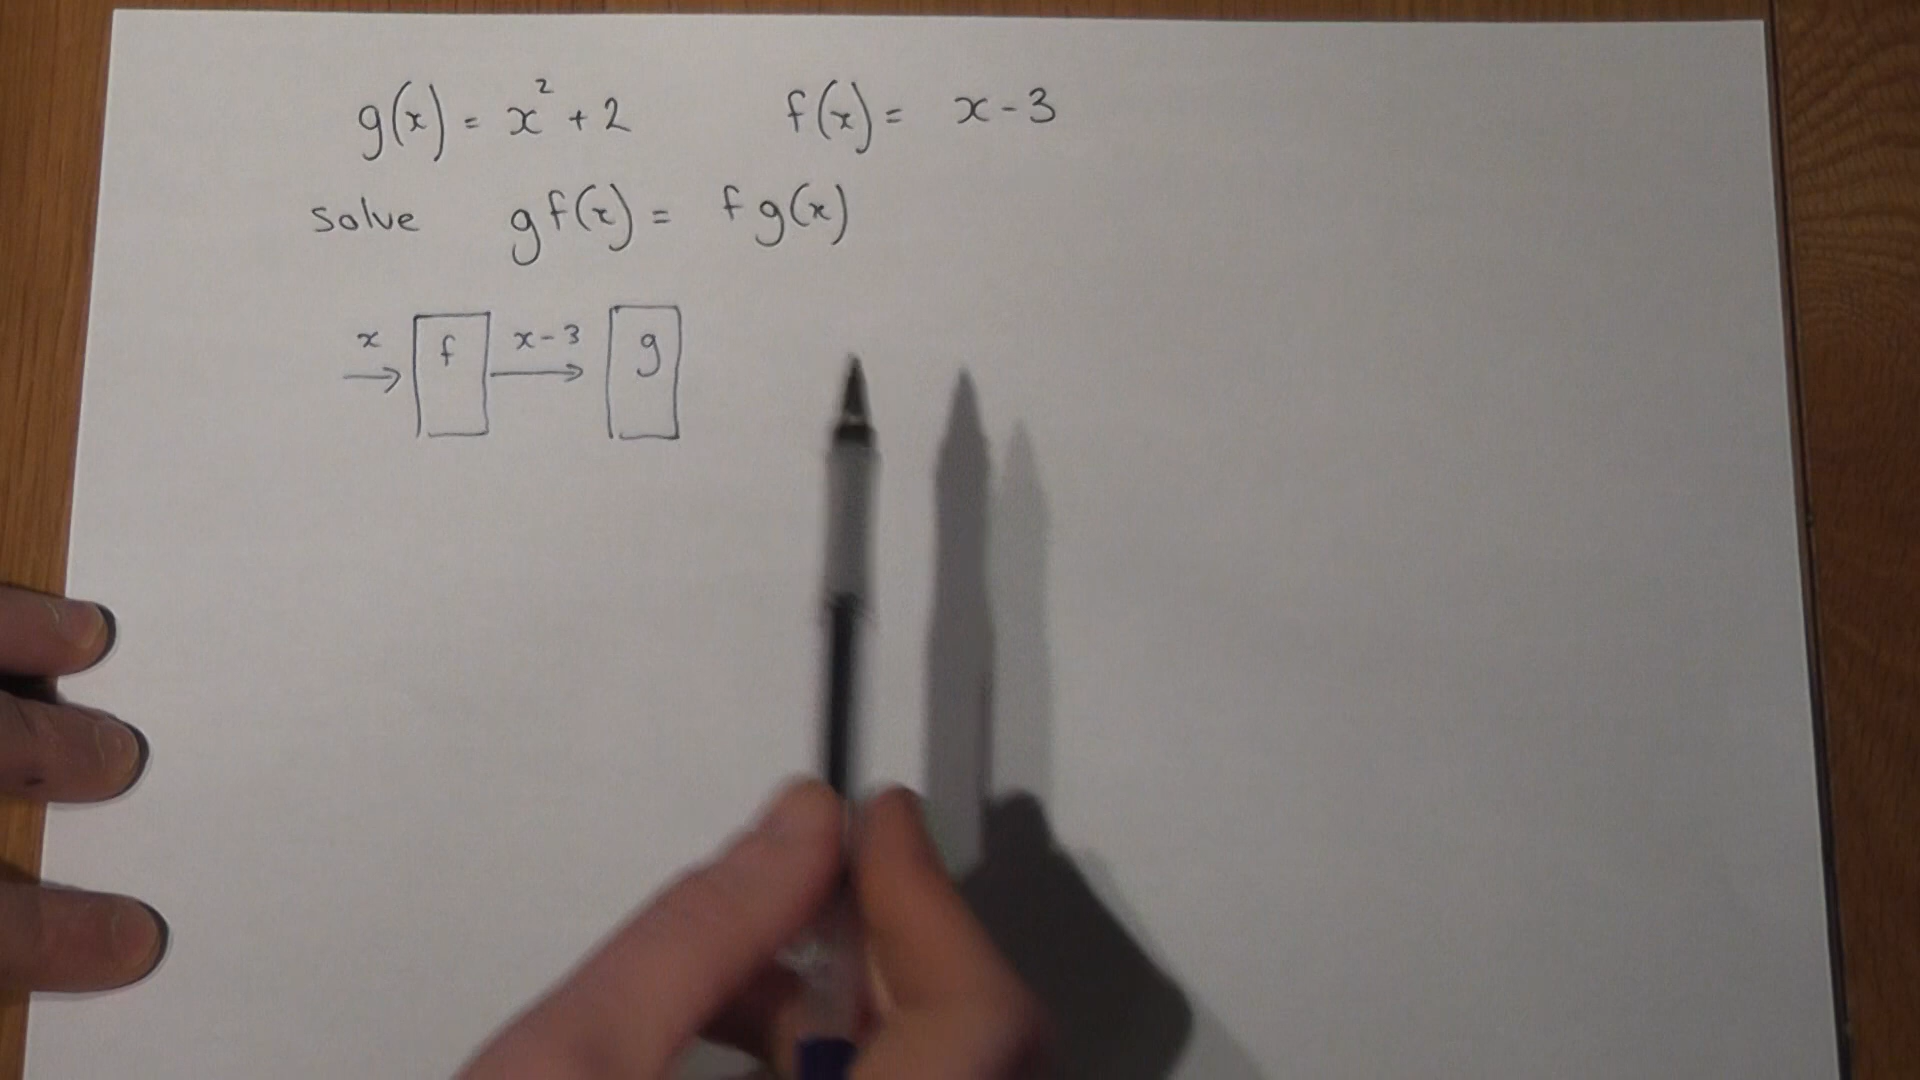 g(x) = x² + 2 f(x) = x - 3
Solve gf(x) = fg(x)
x f x - 3 g